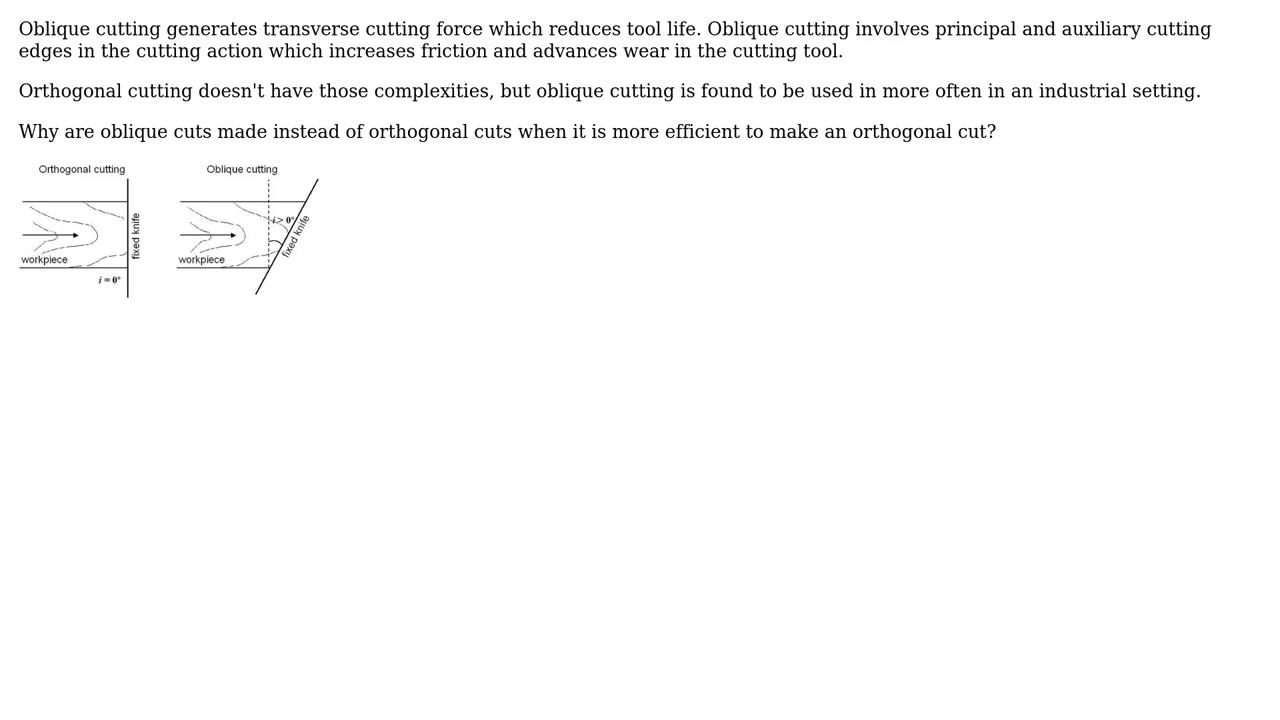 Oblique cutting generates transverse cutting force which reduces tool life. Oblique cutting involves principal and auxiliary cutting
edges in the cutting action which increases friction and advances wear in the cutting tool.
Orthogonal cutting doesn't have those complexities, but oblique cutting is found to be used in more often in an industrial setting.
Why are oblique cuts made instead of orthogonal cuts when it is more efficient to make an orthogonal cut?
Orthogonal cutting
fixed knife
workpiece
i = 0°
Oblique cutting
i > 0°
fixed knife
workpiece